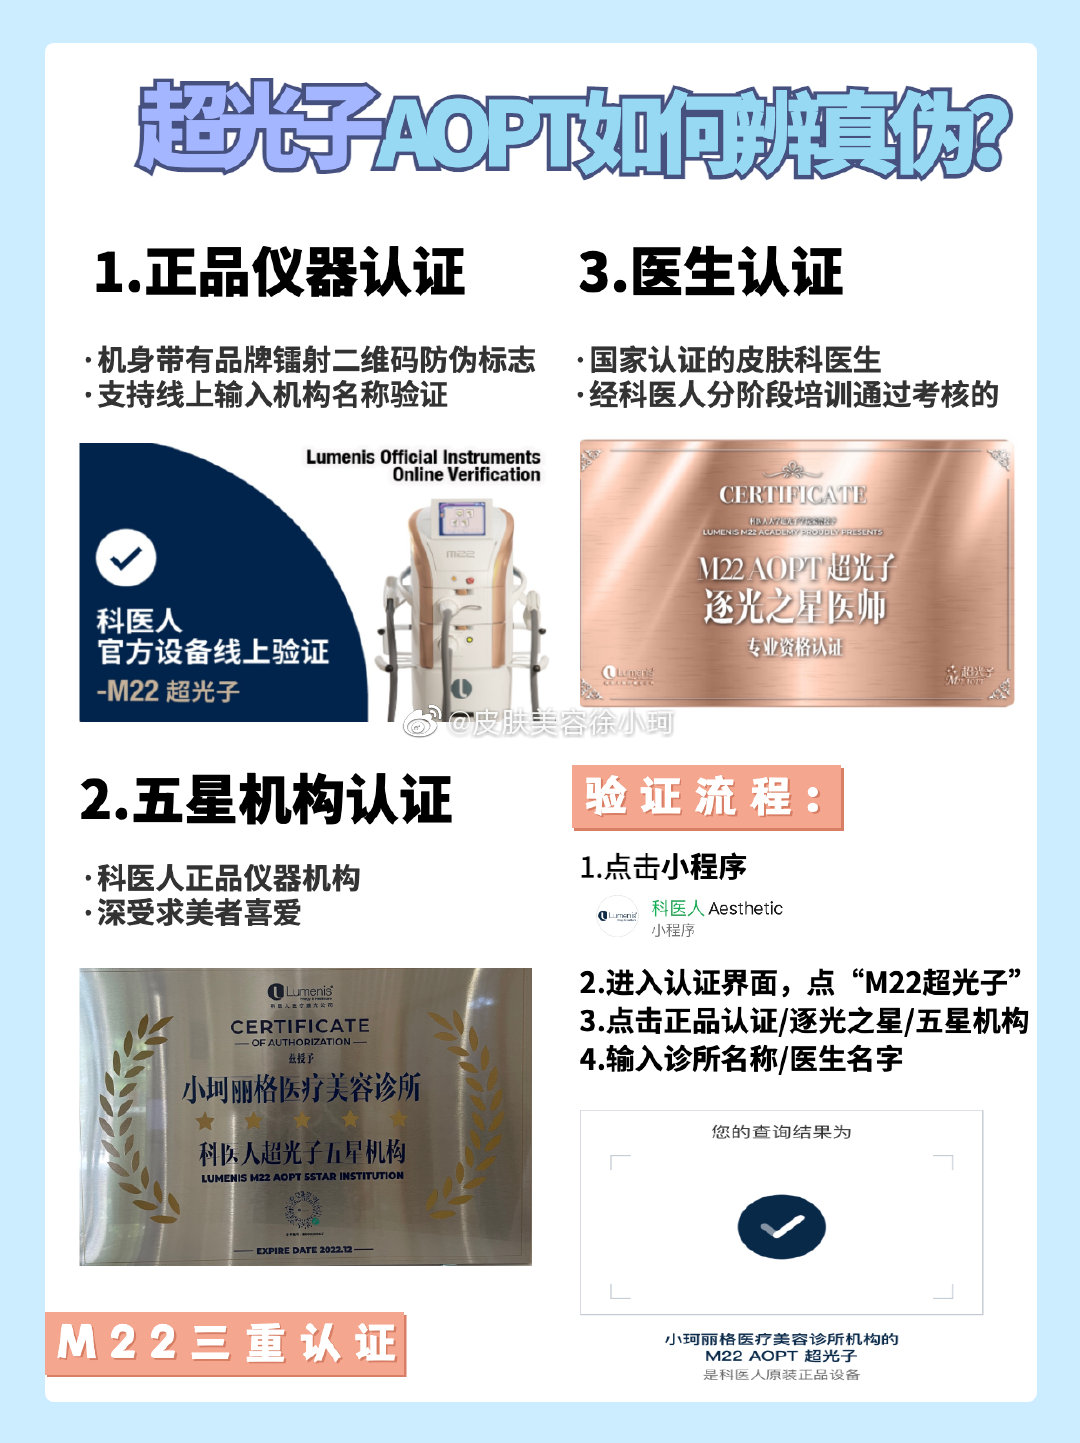 超光子AOPT如何辨真伪?
1.正品仪器认证
·机身带有品牌镭射二维码防伪标志
·支持线上输入机构名称验证
Lumenis Official Instruments
Online Verification
M22
科医人
官方设备线上验证
-M22 超光子
2.五星机构认证
·科医人正品仪器机构
·深受求美者喜爱
Lumenis
CERTIFICATE
OF AUTHORIZATION
兹授予
小珂丽格医疗美容诊所
科医人超光子五星机构
LUMENIS M22 AOPT 5STAR INSTITUTION
EXPIRE DATE 2022.12
M22三重认证
3.医生认证
·国家认证的皮肤科医生
·经科医人分阶段培训通过考核的
CERTIFICATE
LUMENIS M22 ACADEMY PROUDLY PRESENTS
M22 AOPT 超光子
逐光之星医师
专业资格认证
Lumenis
超光子
@皮肤美容徐小珂
验证流程:
1.点击小程序
Lumenis
科医人 Aesthetic
小程序
2.进入认证界面，点“M22超光子”
3.点击正品认证/逐光之星/五星机构
4.输入诊所名称/医生名字
您的查询结果为
小珂丽格医疗美容诊所机构的
M22 AOPT 超光子
是科医人原装正品设备